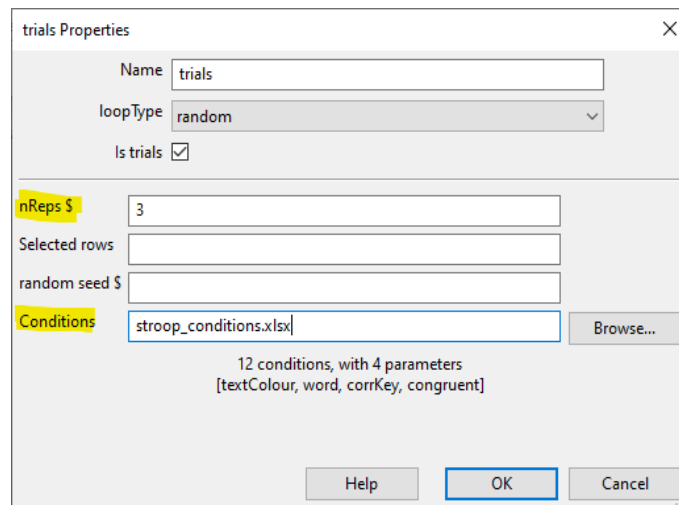 trials Properties
Name trials
loopType random
Is trials
nReps $ 3
Selected rows
random seed $
Conditions stroop_conditions.xlsx Browse...
12 conditions, with 4 parameters
[textColour, word, corrKey, congruent]
Help OK Cancel